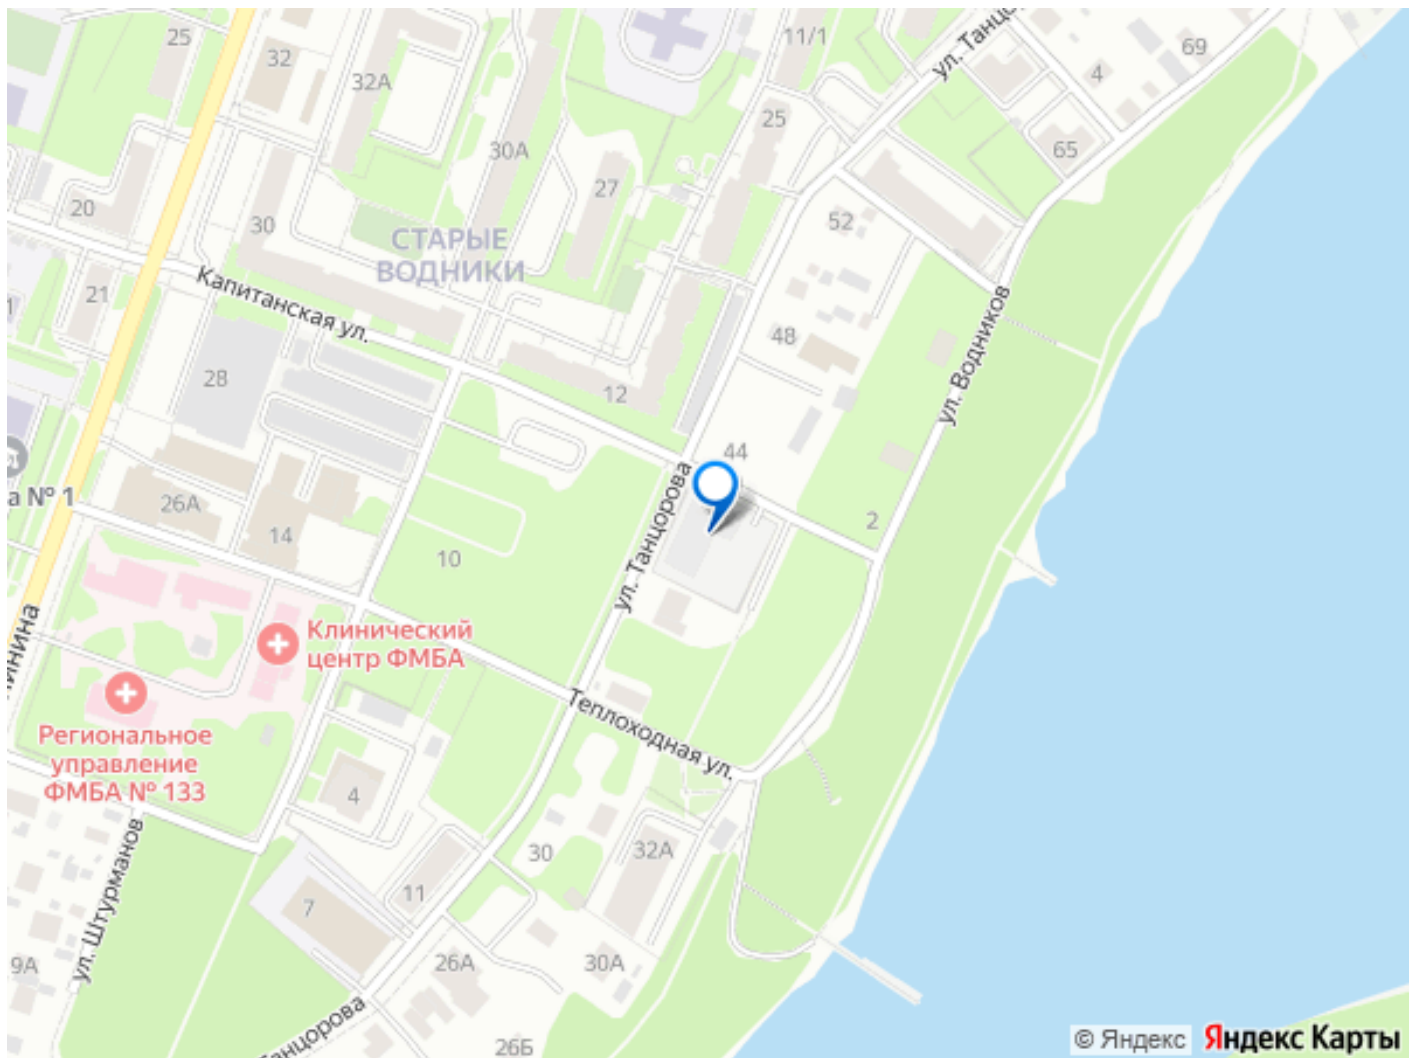 25
32
32А
11/1
ул. Танцо
69
4
25
65
30А
27
20
30
52
СТАРЫЕ
ВОДНИКИ
21
1
Капитанская ул.
28
48
12
ул. Водников
44
а № 1
26А
14
10
2
ул. Танцорова
Клинический
центр ФМБА
Региональное
управление
ФМБА № 133
Теплоходная ул.
4
ул. Штурманов
30
32А
11
7
9А
26А
30А
26Б
© Яндекс
Яндекс Карты